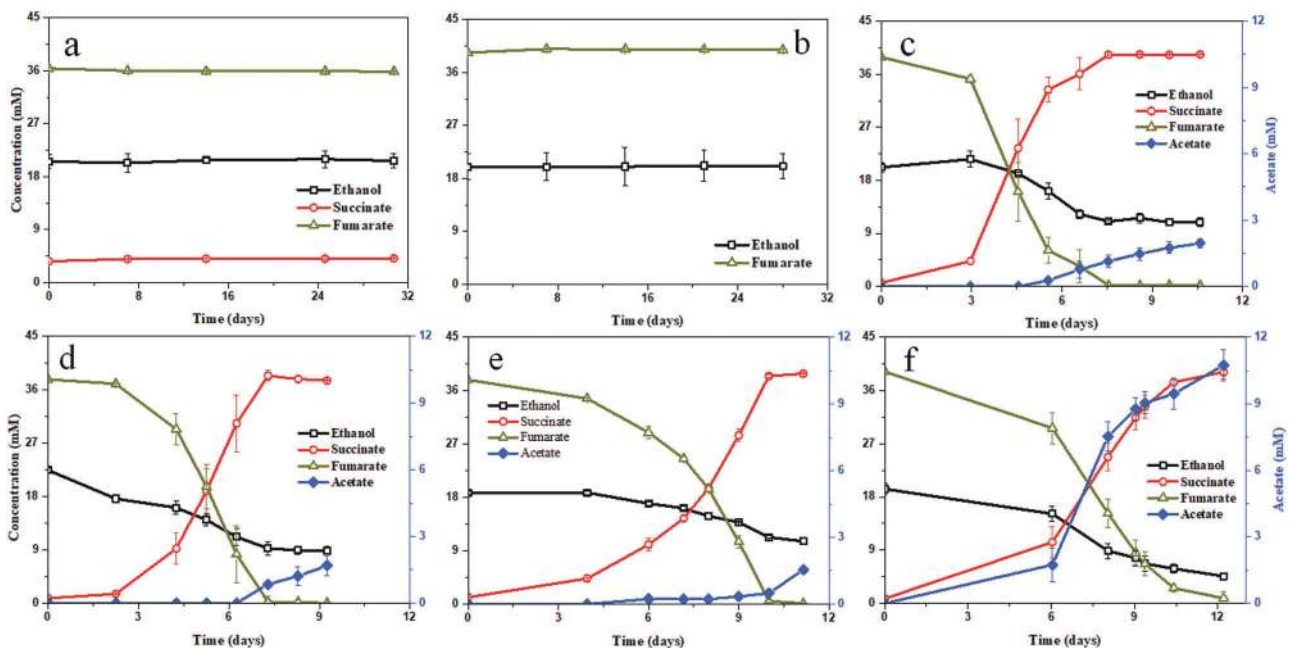 a
45
36
27
18
9
0
Concentration (mM)
Ethanol
Succinate
Fumarate
0 8 16 24 32
Time (days)
b
45
36
27
18
9
0
Ethanol
Fumarate
0 8 16 24 32
Time (days)
c
45
36
27
18
9
0
Ethanol
Succinate
Fumarate
Acetate
12
9
6
3
0
Acetate (mM)
0 3 6 9 12
Time (days)
d
45
36
27
18
9
0
Concentration (mM)
Ethanol
Succinate
Fumarate
Acetate
12
9
6
3
0
0 3 6 9
Time (days)
e
45
36
27
18
9
0
Ethanol
Succinate
Fumarate
Acetate
12
9
6
3
0
0 3 6 9
Time (days)
f
45
36
27
18
9
0
Ethanol
Succinate
Fumarate
Acetate
12
9
6
3
0
Acetate (mM)
0 3 6 9 12
Time (days)